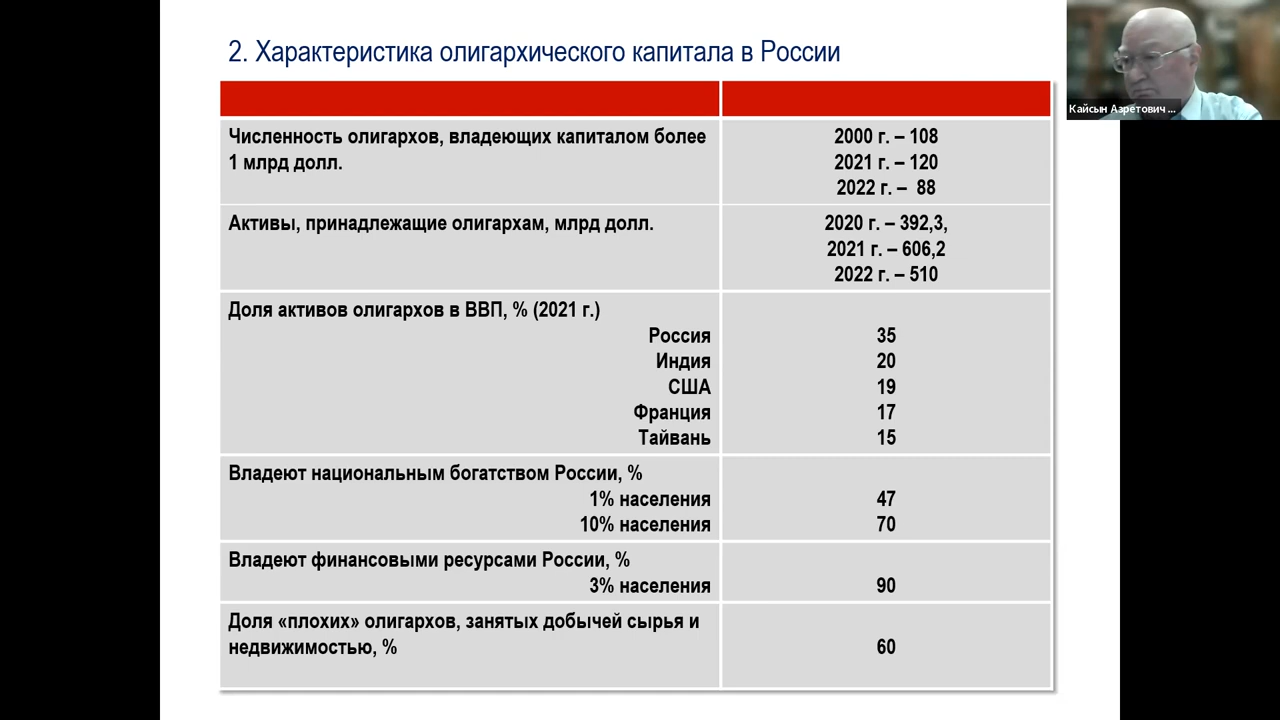 2. Характеристика олигархического капитала в России
Кайсын Азретович ...
Численность олигархов, владеющих капиталом более
1 млрд долл.
2000 г. – 108
2021 г. – 120
2022 г. – 88
Активы, принадлежащие олигархам, млрд долл.
2020 г. – 392,3,
2021 г. – 606,2
2022 г. – 510
Доля активов олигархов в ВВП, % (2021 г.)
Россия 35
Индия 20
США 19
Франция 17
Тайвань 15
Владеют национальным богатством России, %
1% населения 47
10% населения 70
Владеют финансовыми ресурсами России, %
3% населения 90
Доля «плохих» олигархов, занятых добычей сырья и
недвижимостью, % 60